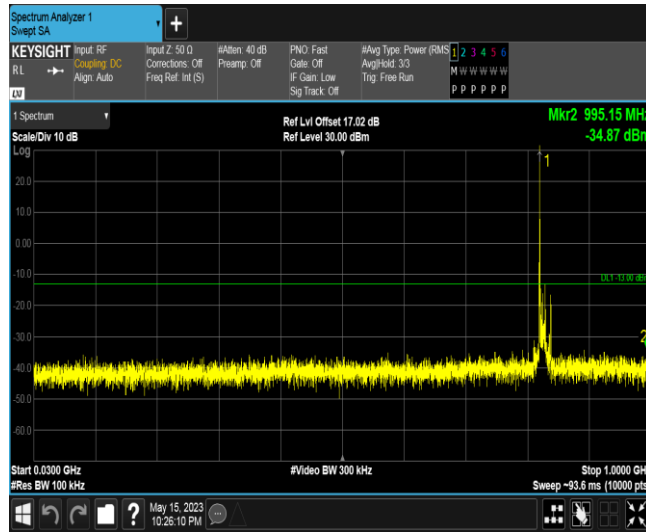 Spectrum Analyzer 1
Swept SA
KEYSIGHT
RL
LXI
Input: RF
Coupling: DC
Align: Auto
Input Z: 50 Ω
Corrections: Off
Freq Ref: Int (S)
#Atten: 40 dB
Preamp: Off
PNO: Fast
Gate: Off
IF Gain: Low
Sig Track: Off
#Avg Type: Power (RMS
Avg|Hold: 3/3
Trig: Free Run
1 2 3 4 5 6
M W W W W W
P P P P P P
1 Spectrum
Scale/Div 10 dB
Log
Ref Lvl Offset 17.02 dB
Ref Level 30.00 dBm
Mkr2 995.15 MHz
-34.87 dBm
1
20.0
10.0
0.00
-10.0
DL1 -13.00 dBm
-20.0
-30.0
2
-40.0
-50.0
-60.0
Start 0.0300 GHz
#Res BW 100 kHz
#Video BW 300 kHz
Stop 1.0000 GH
Sweep ~93.6 ms (10000 pts
?
May 15, 2023
10:26:10 PM